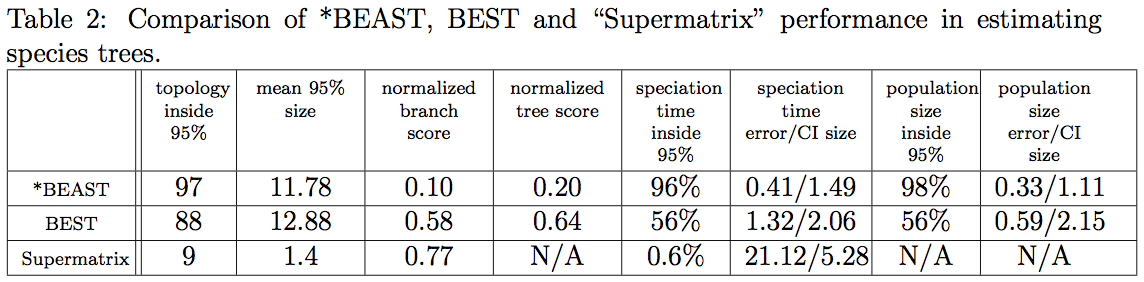 Table 2: Comparison of *BEAST, BEST and “Supermatrix” performance in estimating
species trees.
topology inside 95% mean 95% size normalized branch score normalized tree score speciation time inside 95% speciation time error/CI size population size inside 95% population size error/CI size
*BEAST 97 11.78 0.10 0.20 96% 0.41/1.49 98% 0.33/1.11
BEST 88 12.88 0.58 0.64 56% 1.32/2.06 56% 0.59/2.15
Supermatrix 9 1.4 0.77 N/A 0.6% 21.12/5.28 N/A N/A